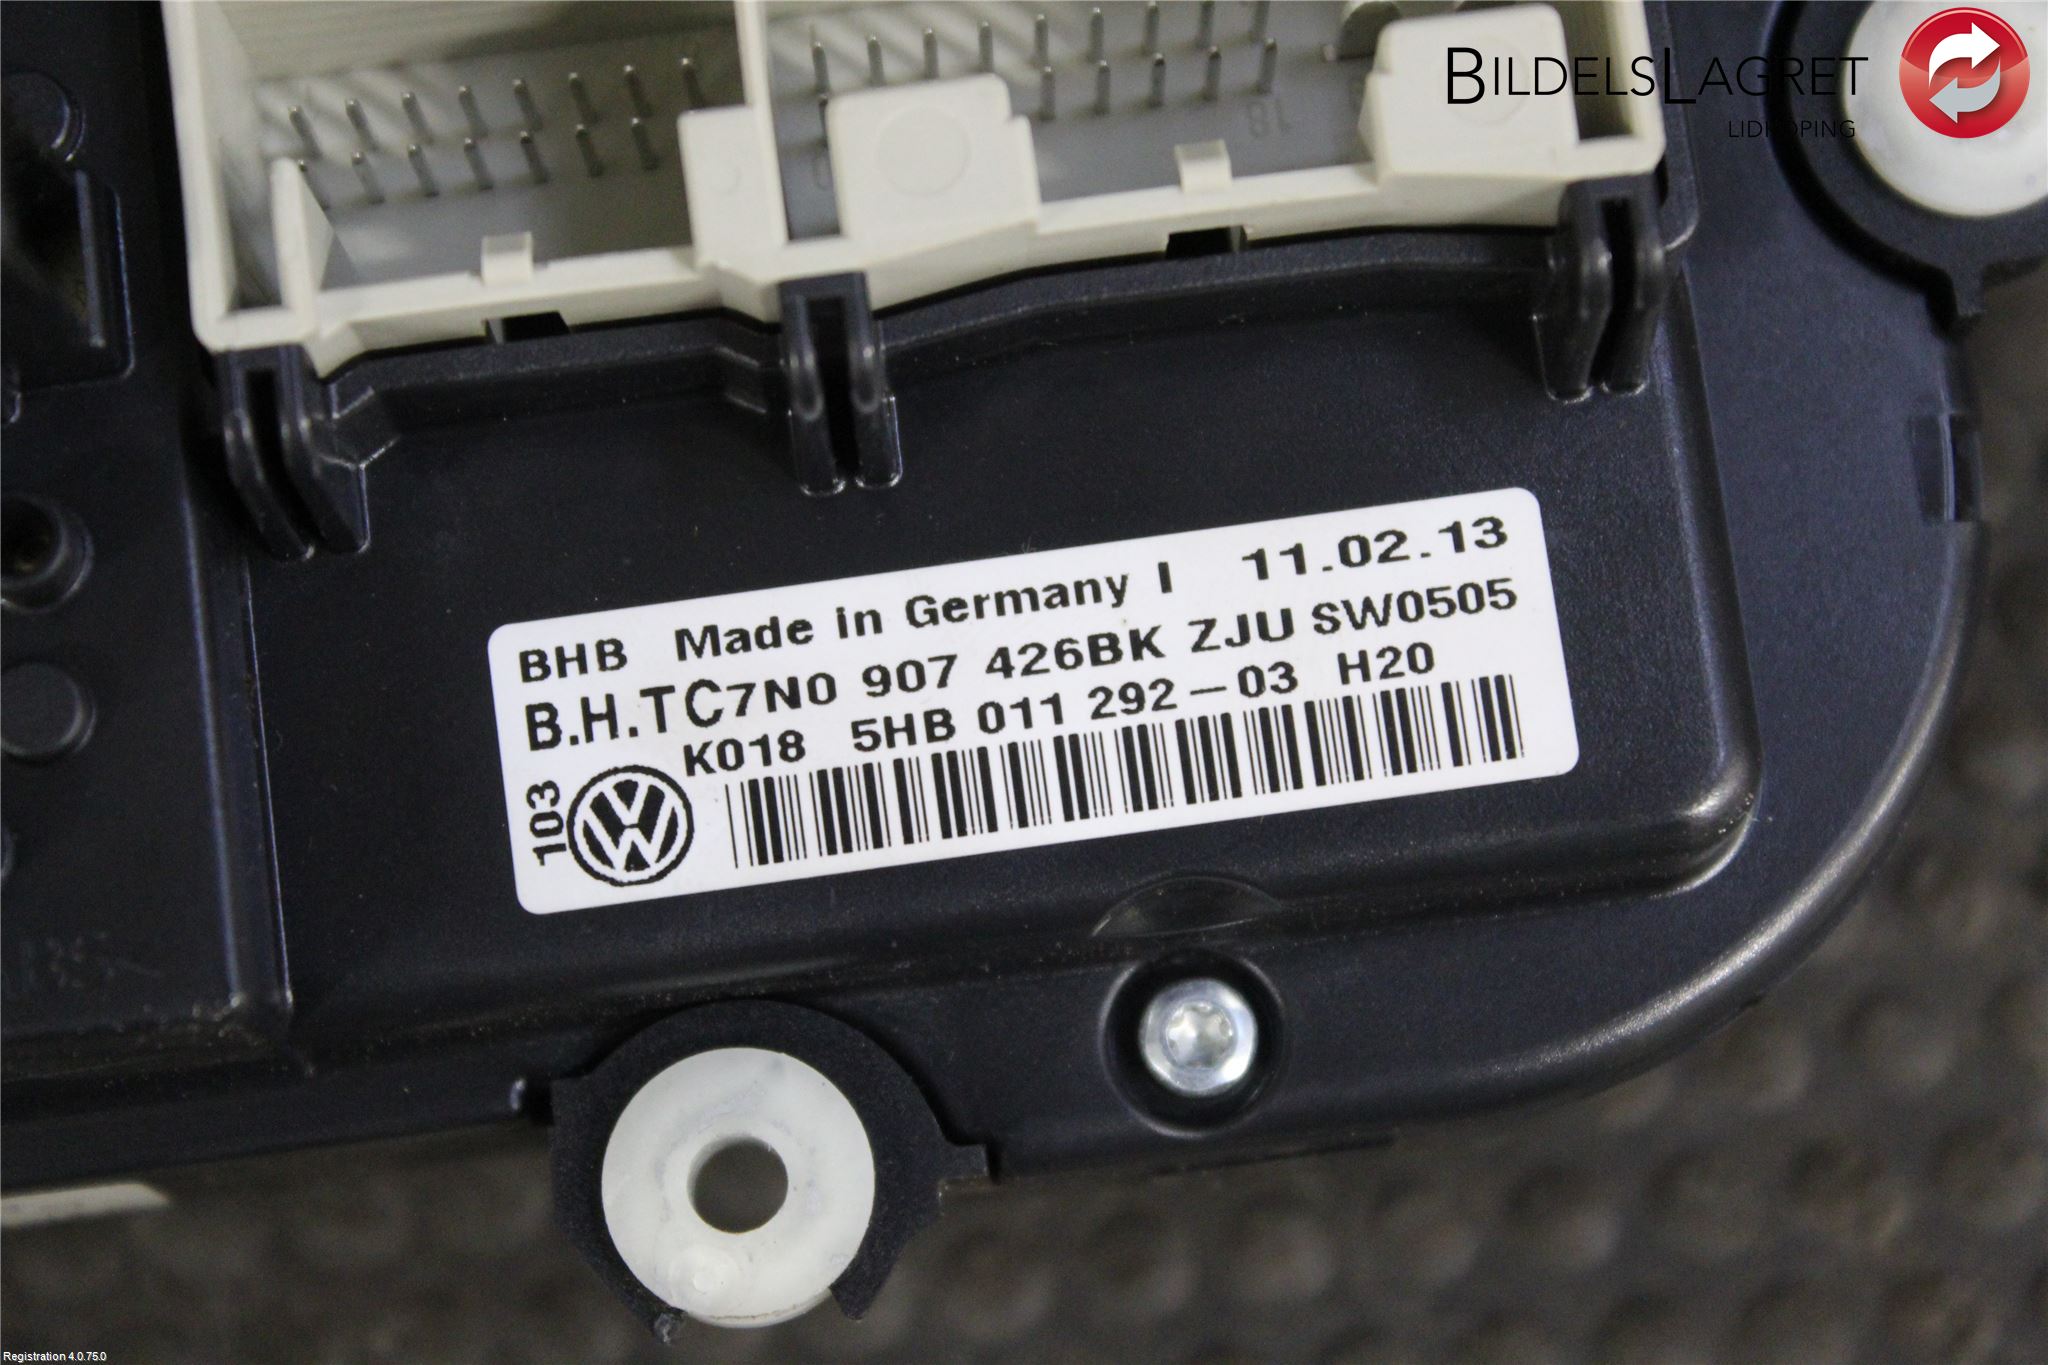 BILDELSLAGRET
LIDKÖPING
18
BHB Made in Germany I 11.02.13
B.H.TC7N0 907 426BK ZJU SW0505
K018 5HB 011 292-03 H20
103
Registration 4.0.75.0